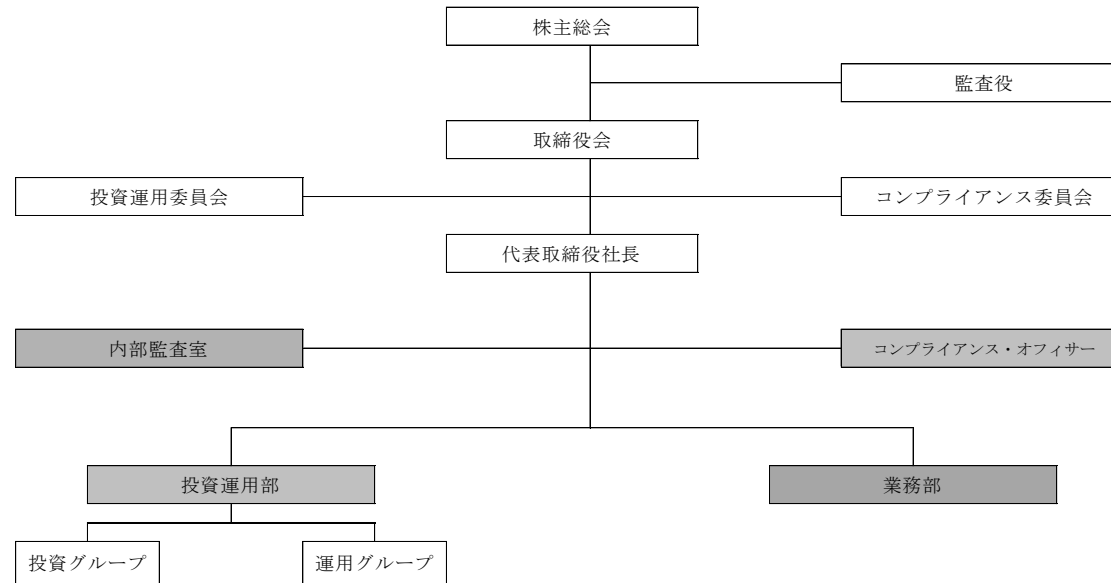 株主総会
監査役
取締役会
投資運用委員会
コンプライアンス委員会
代表取締役社長
内部監査室
コンプライアンス・オフィサー
投資運用部
業務部
投資グループ
運用グループ